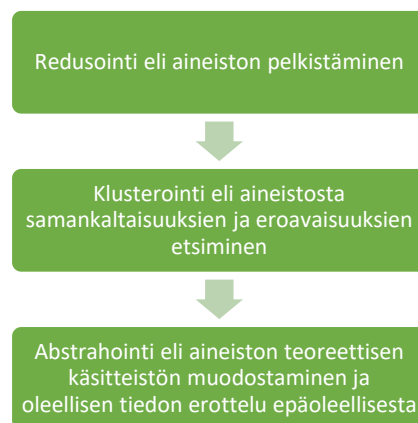 Redusointi eli aineiston pelkistäminen
Klusterointi eli aineistosta
samankaltaisuuksien ja eroavaisuuksien
etsiminen
Abstrahointi eli aineiston teoreettisen
käsitteistön muodostaminen ja
oleellisen tiedon erottelu epäoleellisesta